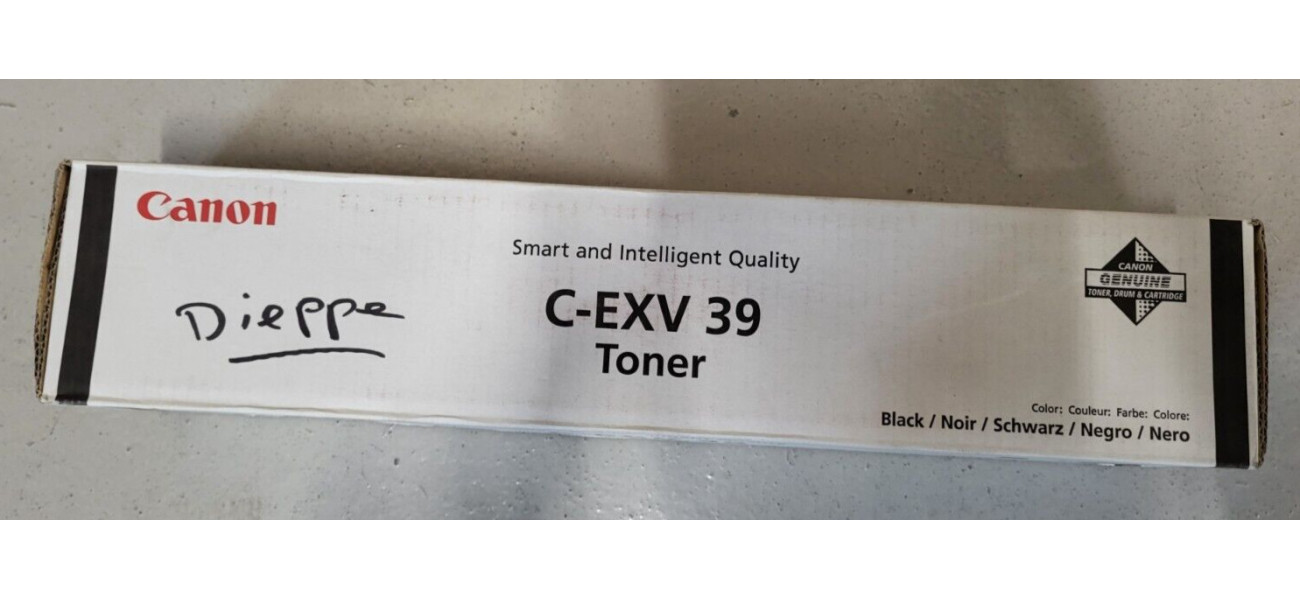 Canon
Smart and Intelligent Quality
Dieppe
C-EXV 39
Toner
CANON
GENUINE
TONER, DRUM & CARTRIDGE
Color: Couleur: Farbe: Colore:
Black / Noir / Schwarz / Negro / Nero